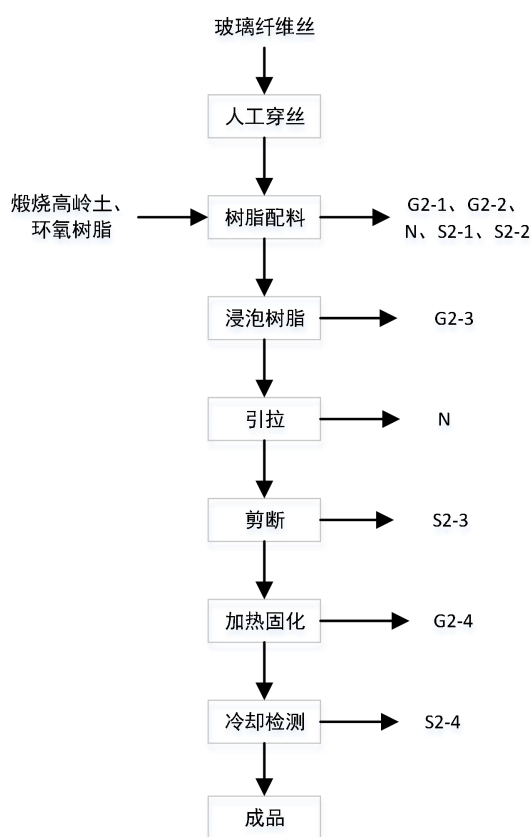 玻璃纤维丝
人工穿丝
煅烧高岭土、
环氧树脂
树脂配料
G2-1、G2-2、
N、S2-1、S2-2
浸泡树脂
G2-3
引拉
N
剪断
S2-3
加热固化
G2-4
冷却检测
S2-4
成品